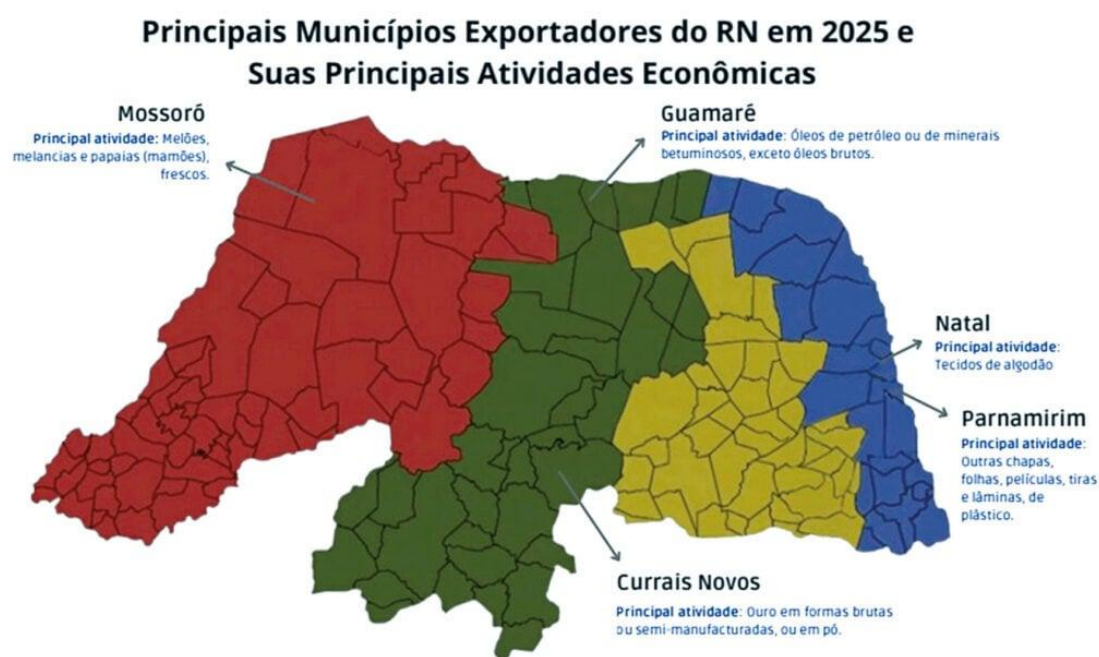 Principais Municípios Exportadores do RN em 2025 e
Suas Principais Atividades Econômicas
Mossoró
Principal atividade: Melões,
melancias e papaias (mamões),
frescos.
Guamaré
Principal atividade: Óleos de petróleo ou de minerais
betuminosos, exceto óleos brutos.
Natal
Principal atividade:
Tecidos de algodão
Parnamirim
Principal atividade:
Outras chapas,
folhas, películas, tiras
e lâminas, de
plástico.
Currais Novos
Principal atividade: Ouro em formas brutas
ou semi-manufacturadas, ou em pó.